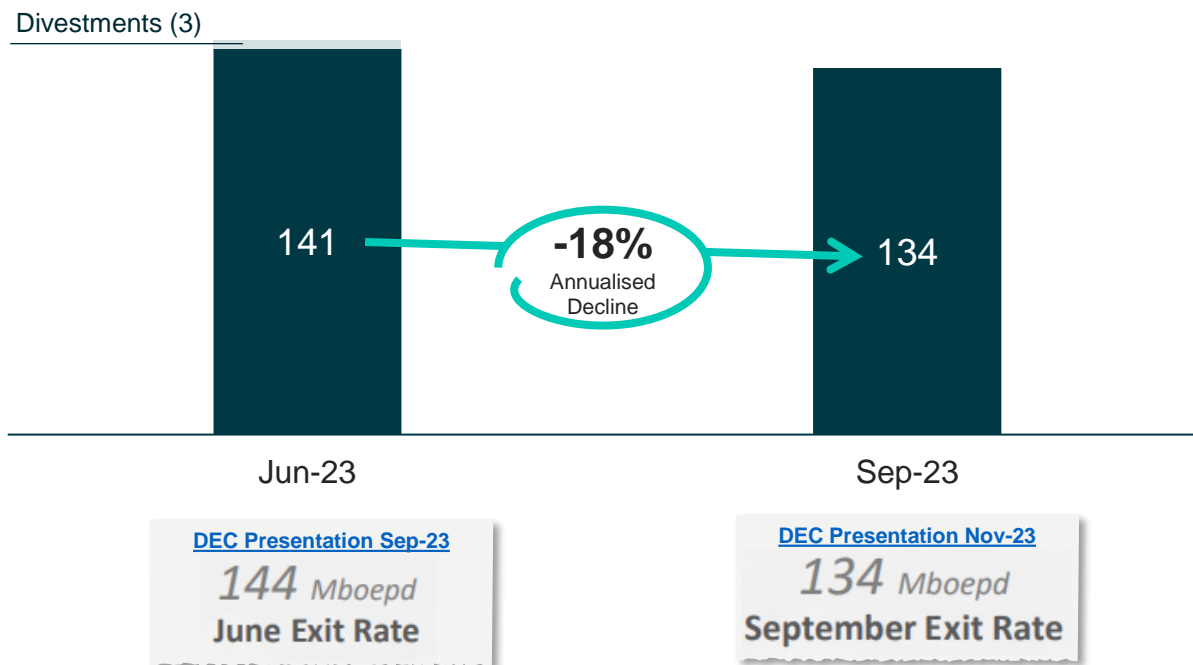 Divestments (3)
141
-18%
Annualised
Decline
134
Jun-23
Sep-23
DEC Presentation Sep-23
144 Mboepd
June Exit Rate
DEC Presentation Nov-23
134 Mboepd
September Exit Rate